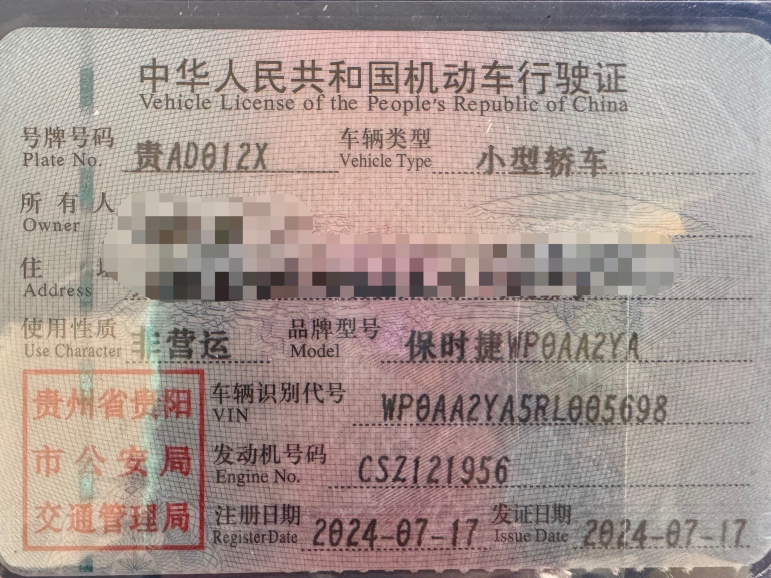 中华人民共和国机动车行驶证
Vehicle License of the People's Republic of China
号牌号码 贵AD012X 车辆类型 小型轿车
Plate No. Vehicle Type
所有人
Owner
住 址
Address
使用性质 非营运 品牌型号 保时捷WP0AA2YA
Use Character Model
贵州省贵阳 车辆识别代号 WP0AA2YA5RL005698
VIN
市公安局 发动机号码 CSZ121956
Engine No.
交通管理局 注册日期 2024-07-17 发证日期 2024-07-17
Register Date Issue Date